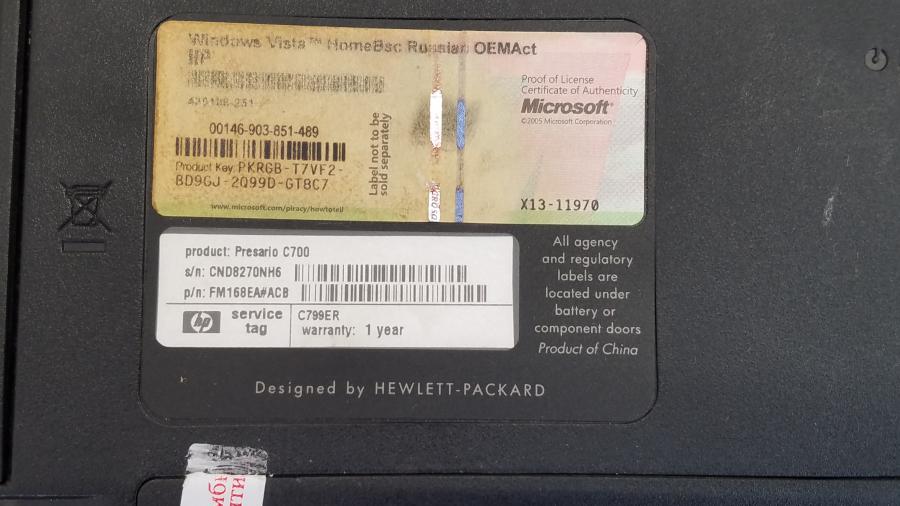 Windows Vista™ HomeBsc Russian OEMAct
HP
00146-903-851-489
Product Key: PKRGB-T7VF2-
BD9GJ-2Q99D-GT8C7
www.microsoft.com/piracy/howtotell
Label not to be
sold separately
Proof of License
Certificate of Authenticity
Microsoft®
©2005 Microsoft Corporation
X13-11970
product: Presario C700
s/n: CND8270NH6
p/n: FM168EA#ACB
hp
service
tag
C799ER
warranty: 1 year
All agency
and regulatory
labels are
located under
battery or
component doors
Product of China
Designed by HEWLETT-PACKARD